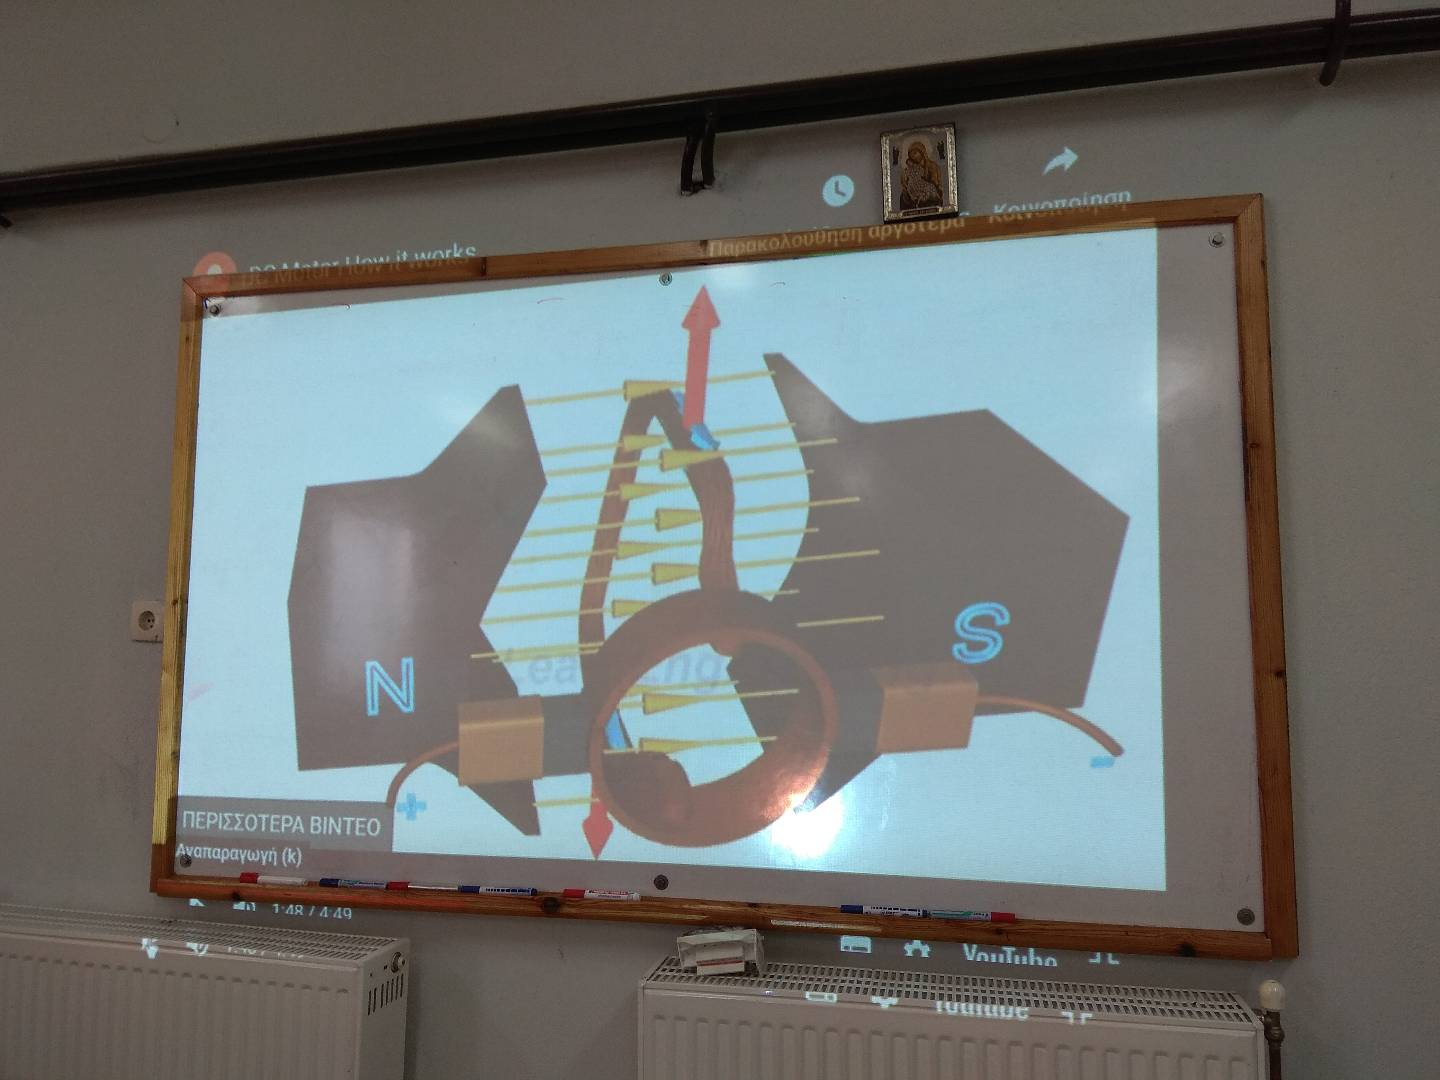 DC Motor How it works
Παρακολούθηση αργότερα
Κοινοποίηση
N
S
ΠΕΡΙΣΣΟΤΕΡΑ ΒΙΝΤΕΟ
Αναπαραγωγή (k)
1:48 / 4:49
YouTube